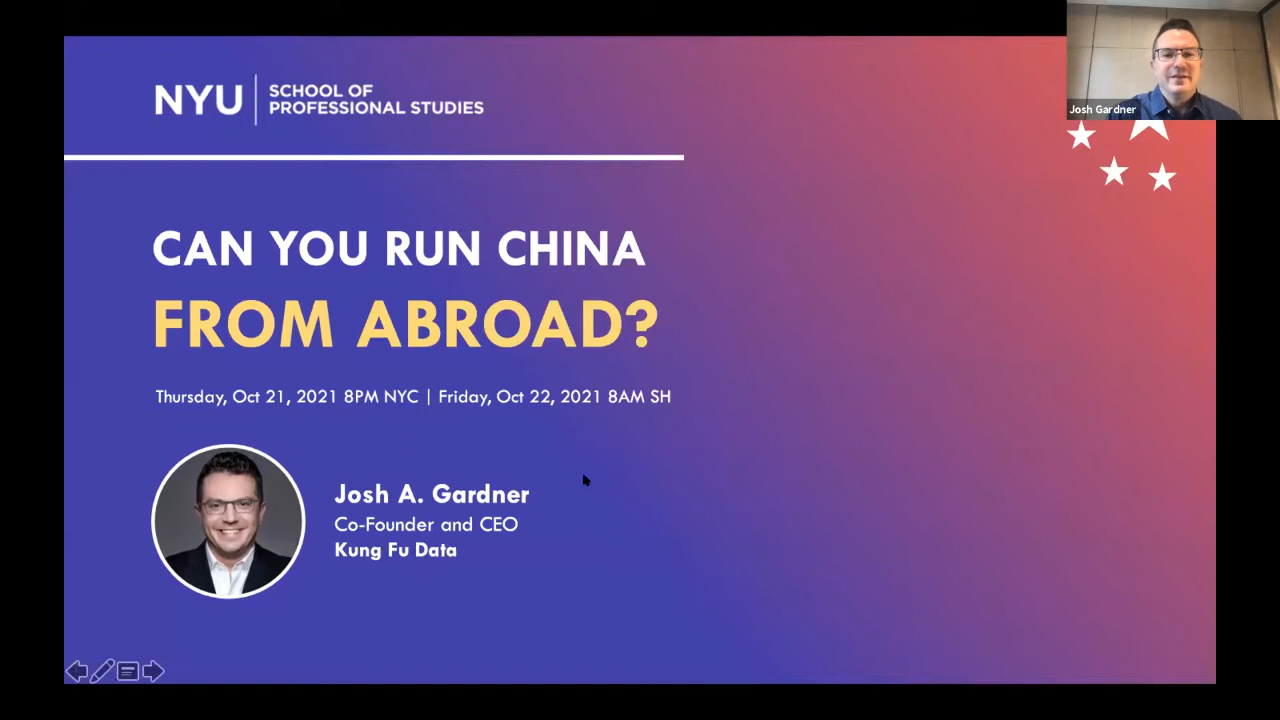 NYU
SCHOOL OF
PROFESSIONAL STUDIES
Josh Gardner
CAN YOU RUN CHINA
FROM ABROAD?
Thursday, Oct 21, 2021 8PM NYC | Friday, Oct 22, 2021 8AM SH
Josh A. Gardner
Co-Founder and CEO
Kung Fu Data